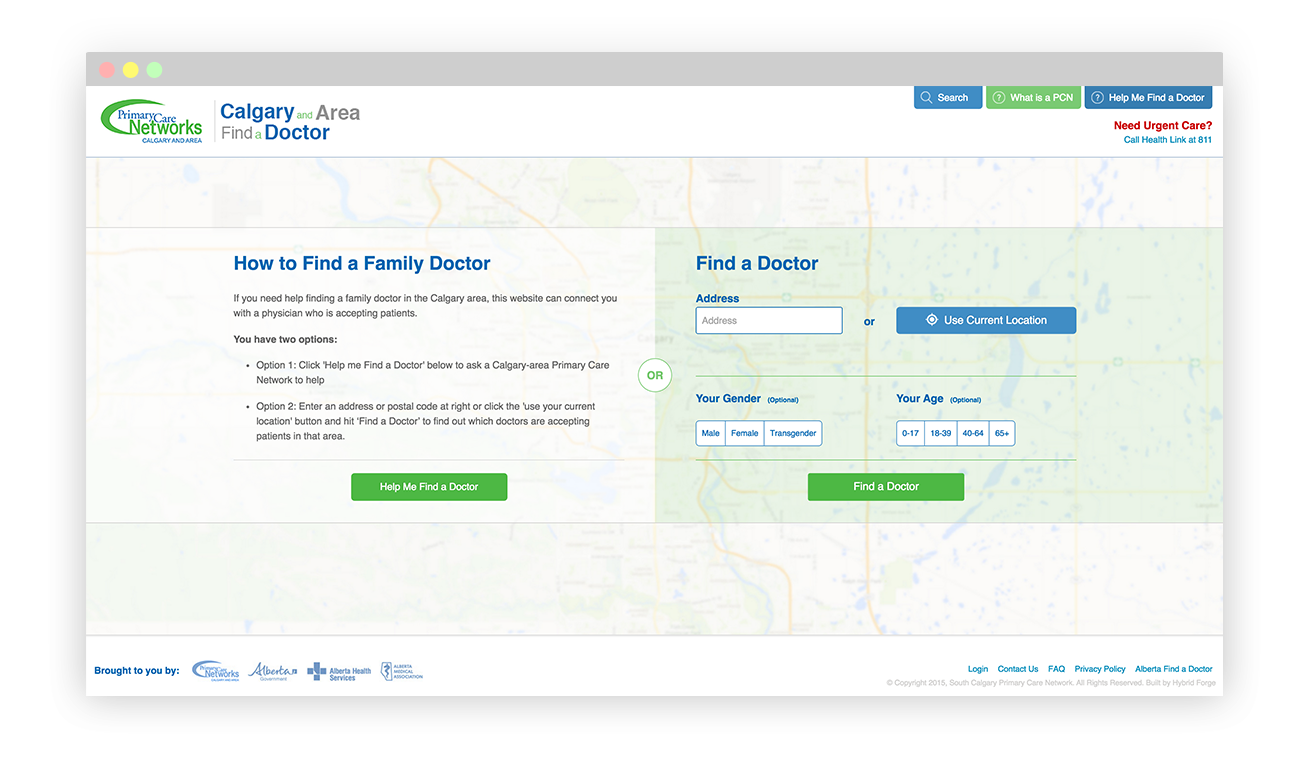 Primary Care
Networks
CALGARY AND AREA
Calgary and Area
Find a Doctor
Search
What is a PCN
Help Me Find a Doctor
Need Urgent Care?
Call Health Link at 811
How to Find a Family Doctor
If you need help finding a family doctor in the Calgary area, this website can connect you
with a physician who is accepting patients.
You have two options:
• Option 1: Click 'Help me Find a Doctor' below to ask a Calgary-area Primary Care
Network to help
• Option 2: Enter an address or postal code at right or click the 'use your current
location' button and hit 'Find a Doctor' to find out which doctors are accepting
patients in that area.
Help Me Find a Doctor
OR
Find a Doctor
Address
Address
or
Use Current Location
Your Gender (Optional)
Male Female Transgender
Your Age (Optional)
0-17 18-39 40-64 65+
Find a Doctor
Brought to you by:
Primary Care
Networks
CALGARY AND AREA
Alberta
Government
Alberta Health
Services
ALBERTA
MEDICAL
ASSOCIATION
Login Contact Us FAQ Privacy Policy Alberta Find a Doctor
© Copyright 2015, South Calgary Primary Care Network. All Rights Reserved. Built by Hybrid Forge